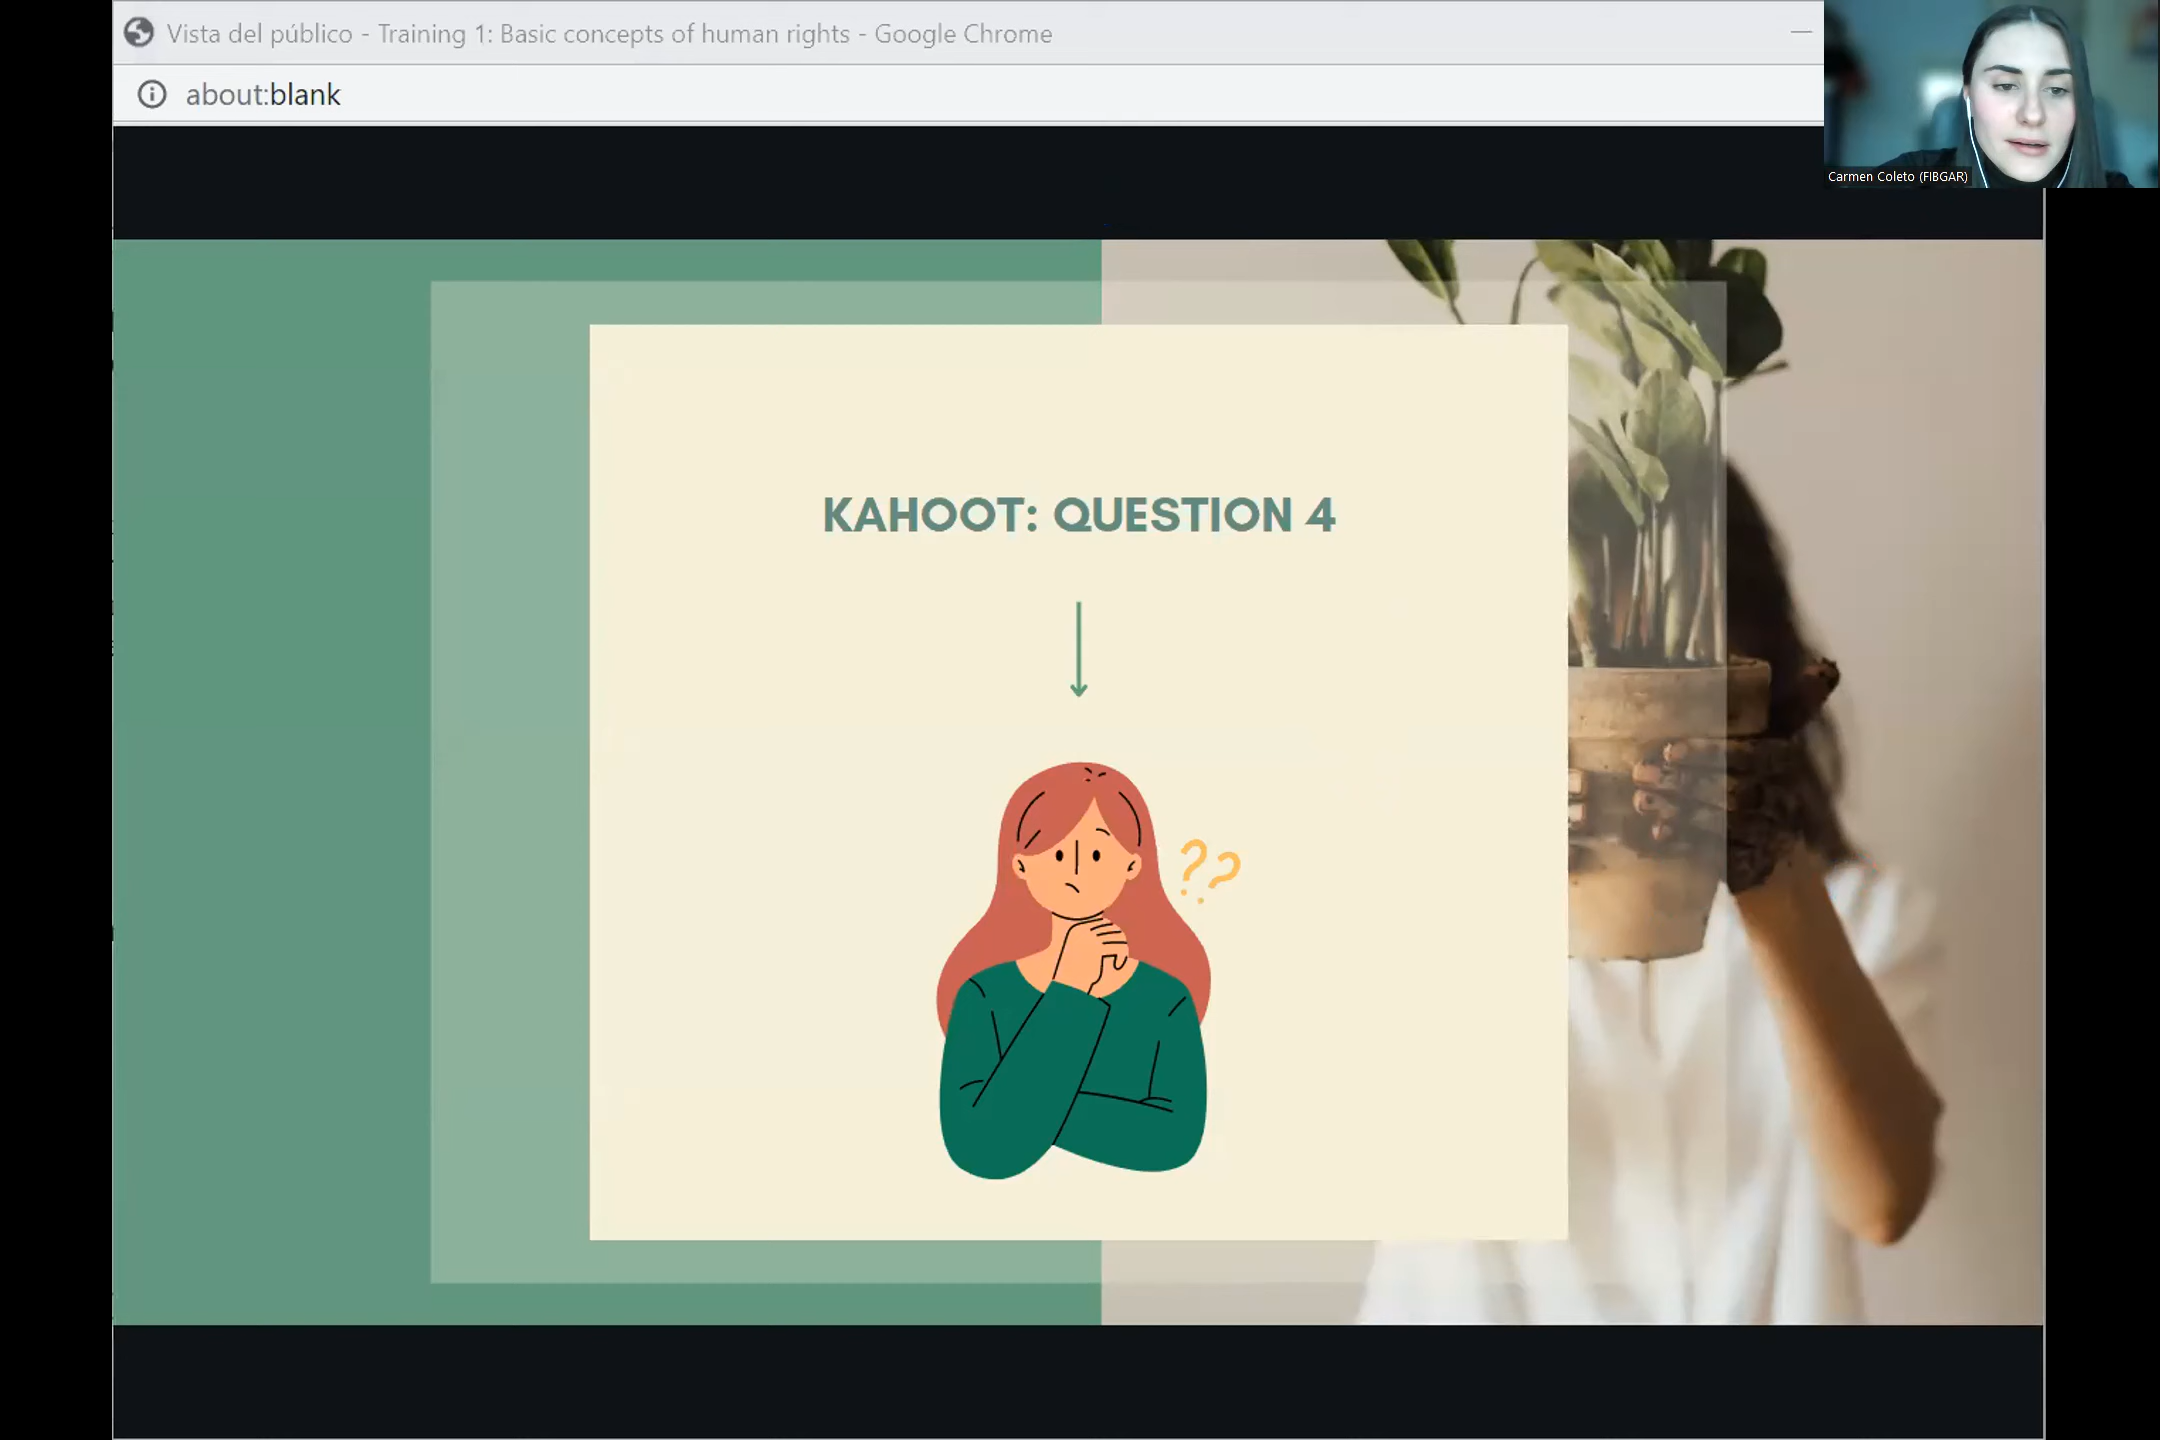 Vista del público - Training 1: Basic concepts of human rights - Google Chrome
about:blank
Carmen Coleto (FIBGAR)
KAHOOT: QUESTION 4
??